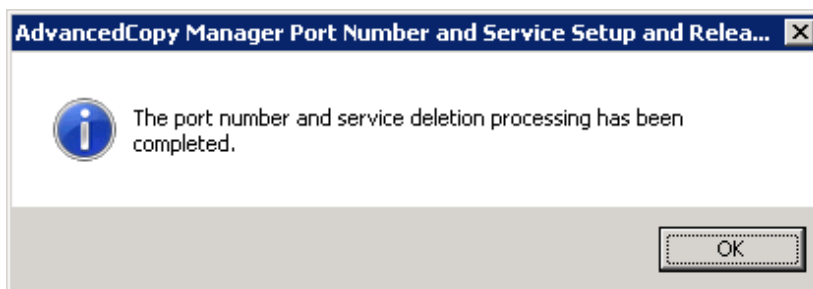 AdvancedCopy Manager Port Number and Service Setup and Relea...
The port number and service deletion processing has been
completed.
OK